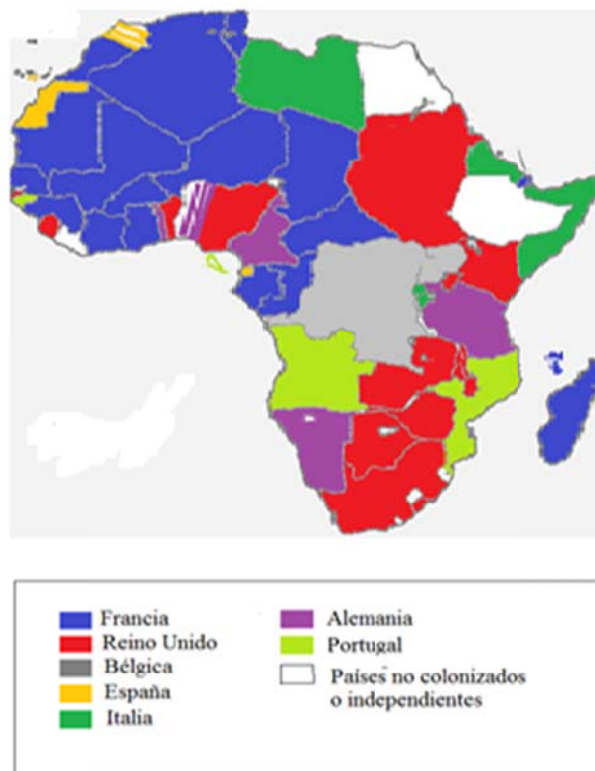 Francia
Reino Unido
Bélgica
España
Italia
Alemania
Portugal
Países no colonizados
o independientes